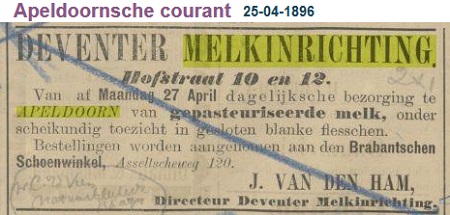 Apeldoornsche courant 25-04-1896
DEVENTER MELKINRICHTING,
Hofstraat 10 en 12.
Van af Maandag 27 April dagelijksche bezorging te
APELDOORN van gepasteuriseerde melk, onder
scheikundig toezicht in gesloten blanke flesschen.
Bestellingen worden aangenomen aan den Brabantschen
Schoenwinkel, Asselscheweg 120.
J. VAN DEN HAM,
Directeur Deventer Melkinrichting.
2x1